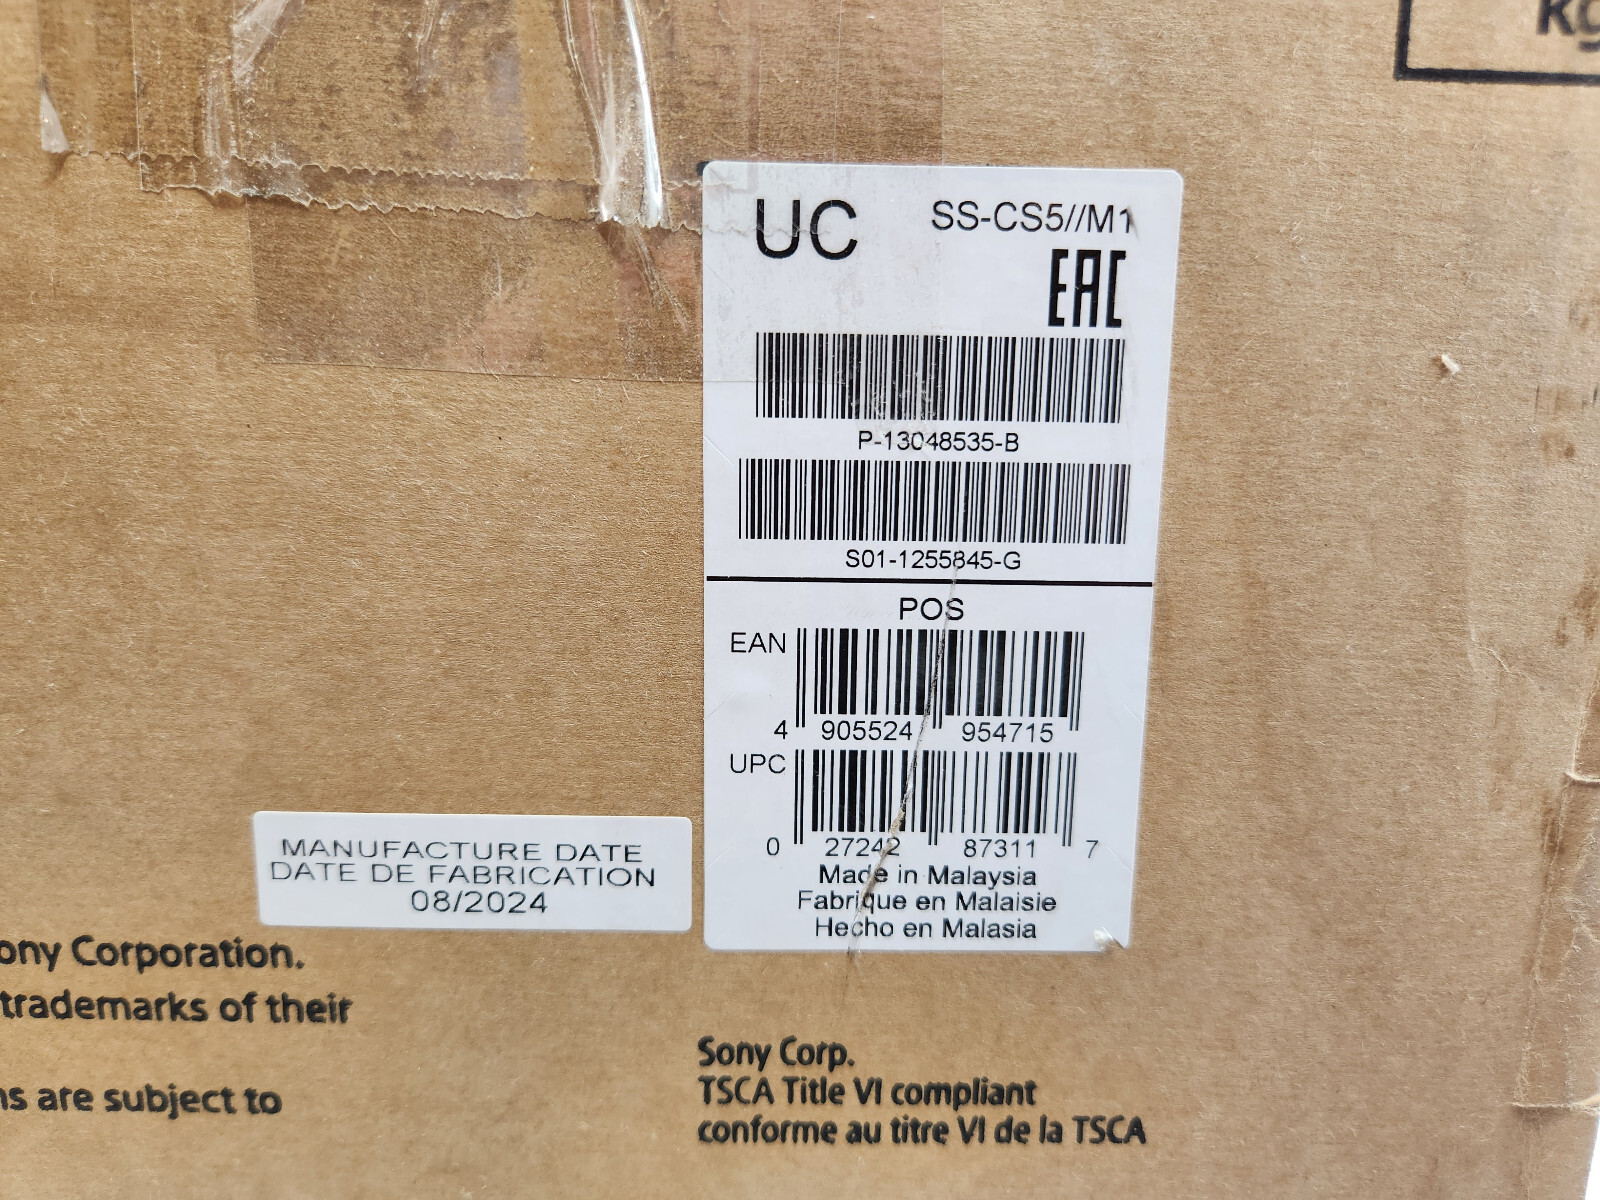 kg
UC SS-CS5//M1
EAC
P-13048535-B
S01-1255845-G
POS
EAN
4 905524 954715
UPC
0 27242 87311 7
Made in Malaysia
Fabrique en Malaisie
Hecho en Malasia
MANUFACTURE DATE
DATE DE FABRICATION
08/2024
ony Corporation.
trademarks of their
ns are subject to
Sony Corp.
TSCA Title VI compliant
conforme au titre VI de la TSCA